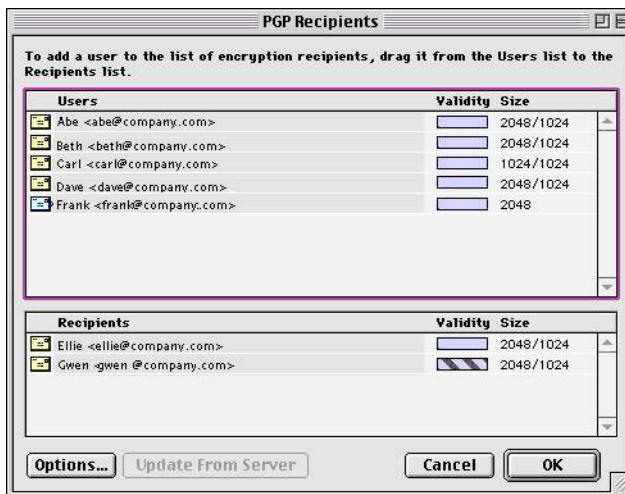 PGP Recipients
To add a user to the list of encryption recipients, drag it from the Users list to the
Recipients list.
Users Validity Size
Abe <abe@company.com> 2048/1024
Beth <beth@company.com> 2048/1024
Carl <carl@company.com> 1024/1024
Dave <dave@company.com> 2048/1024
Frank <frank@company:.com> 2048
Recipients Validity Size
Ellie <ellie@company.com> 2048/1024
Gwen <gwen @company.com> 2048/1024
Options... Update From Server Cancel OK